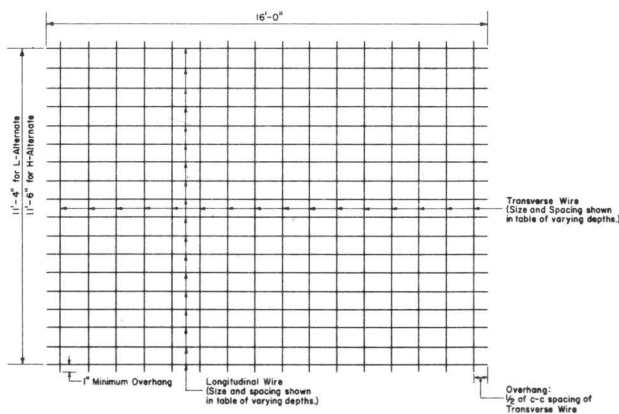 16'-0"
11'-4" for L-Alternate
11'-6" for H-Alternate
Transverse Wire
(Size and Spacing shown
in table of varying depths.)
1" Minimum Overhang
Longitudinal Wire
(Size and spacing shown
in table of varying depths.)
Overhang:
1/2 of c-c spacing of
Transverse Wire